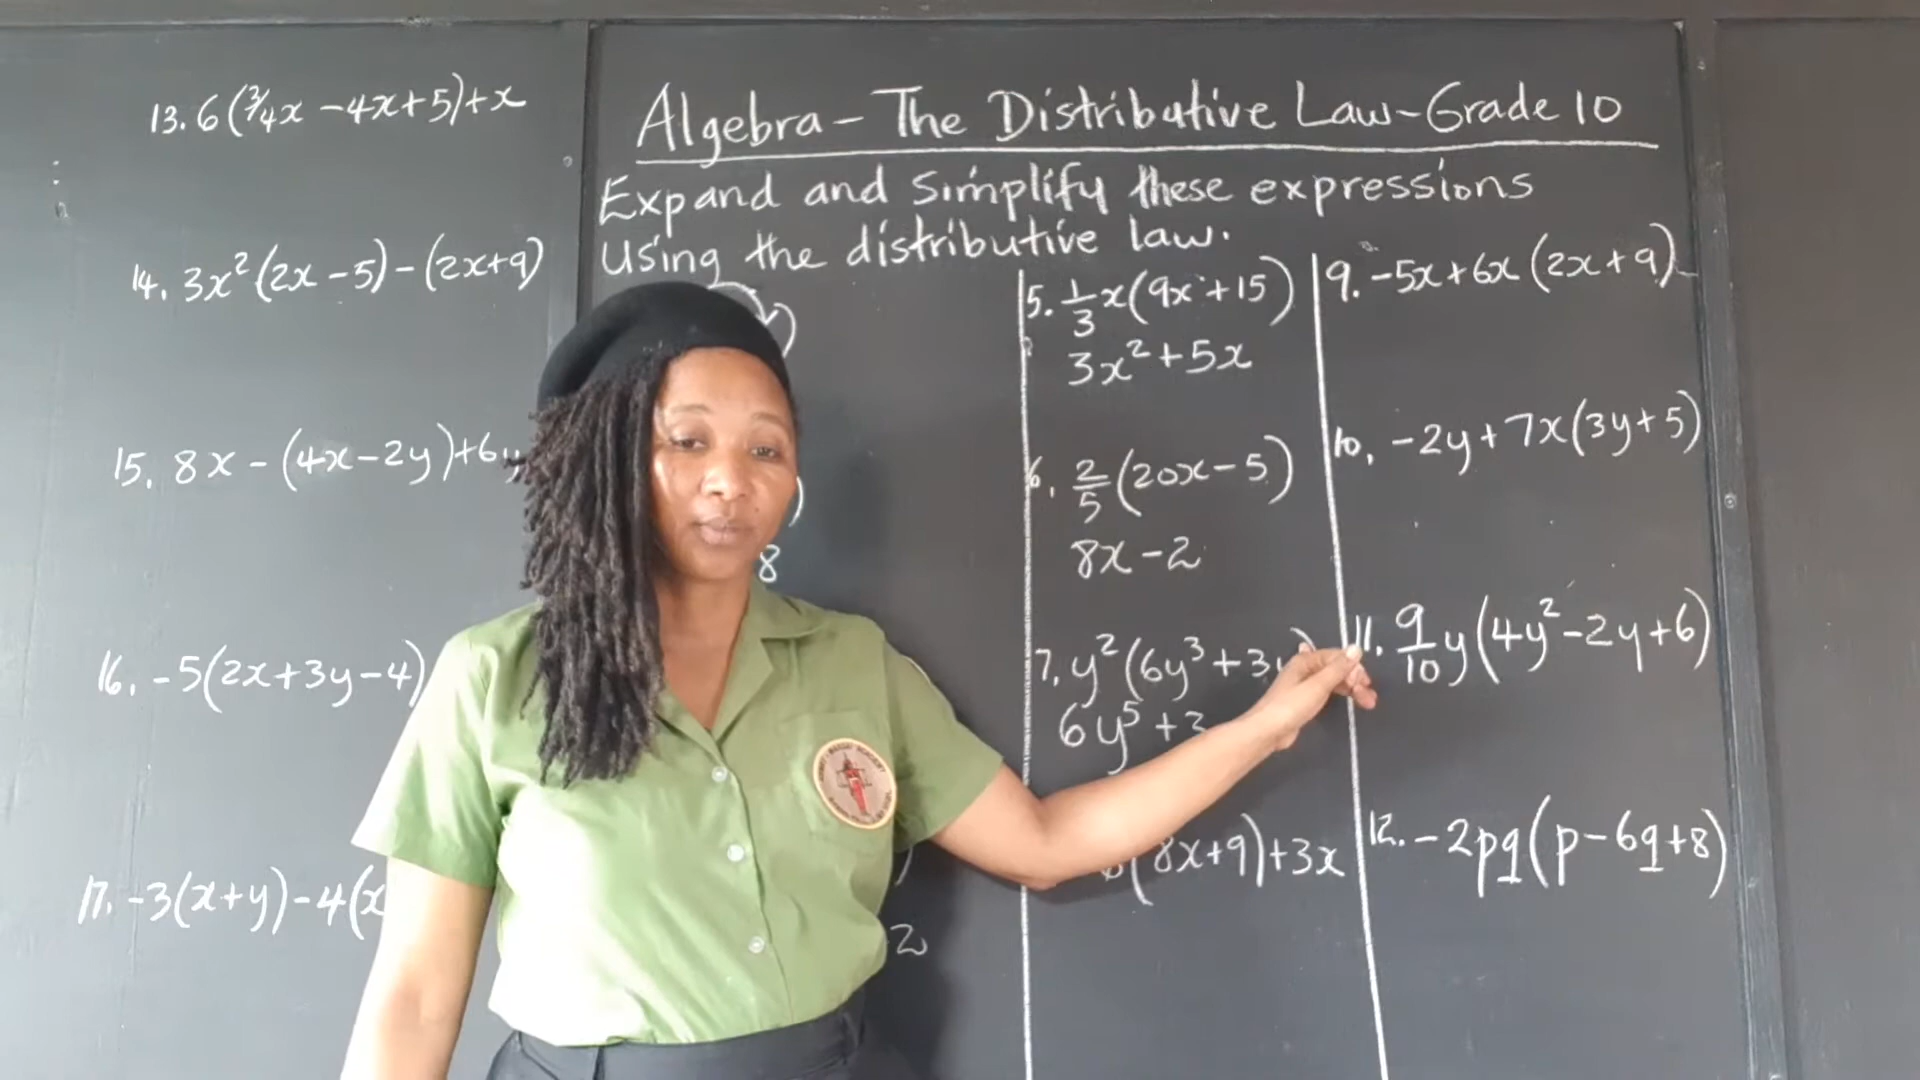 Algebra – The Distributive Law – Grade 10
Expand and simplify these expressions
Using the distributive law.
13. 6(3/4x – 4x + 5) + x
14. 3x²(2x – 5) – (2x + 9)
15. 8x – (4x – 2y) + 6y
16. -5(2x + 3y – 4)
17. -3(x + y) – 4(x
)
)
8
)
2
5. 1/3x(9x + 15)
3x² + 5x
6. 2/5(20x – 5)
8x – 2
7. y²(6y³ + 3y)
6y⁵ + 3
(8x + 9) + 3x
9. -5x + 6x(2x + 9)
10. -2y + 7x(3y + 5)
11. 9/10y(4y² – 2y + 6)
12. -2pq(p – 6q + 8)